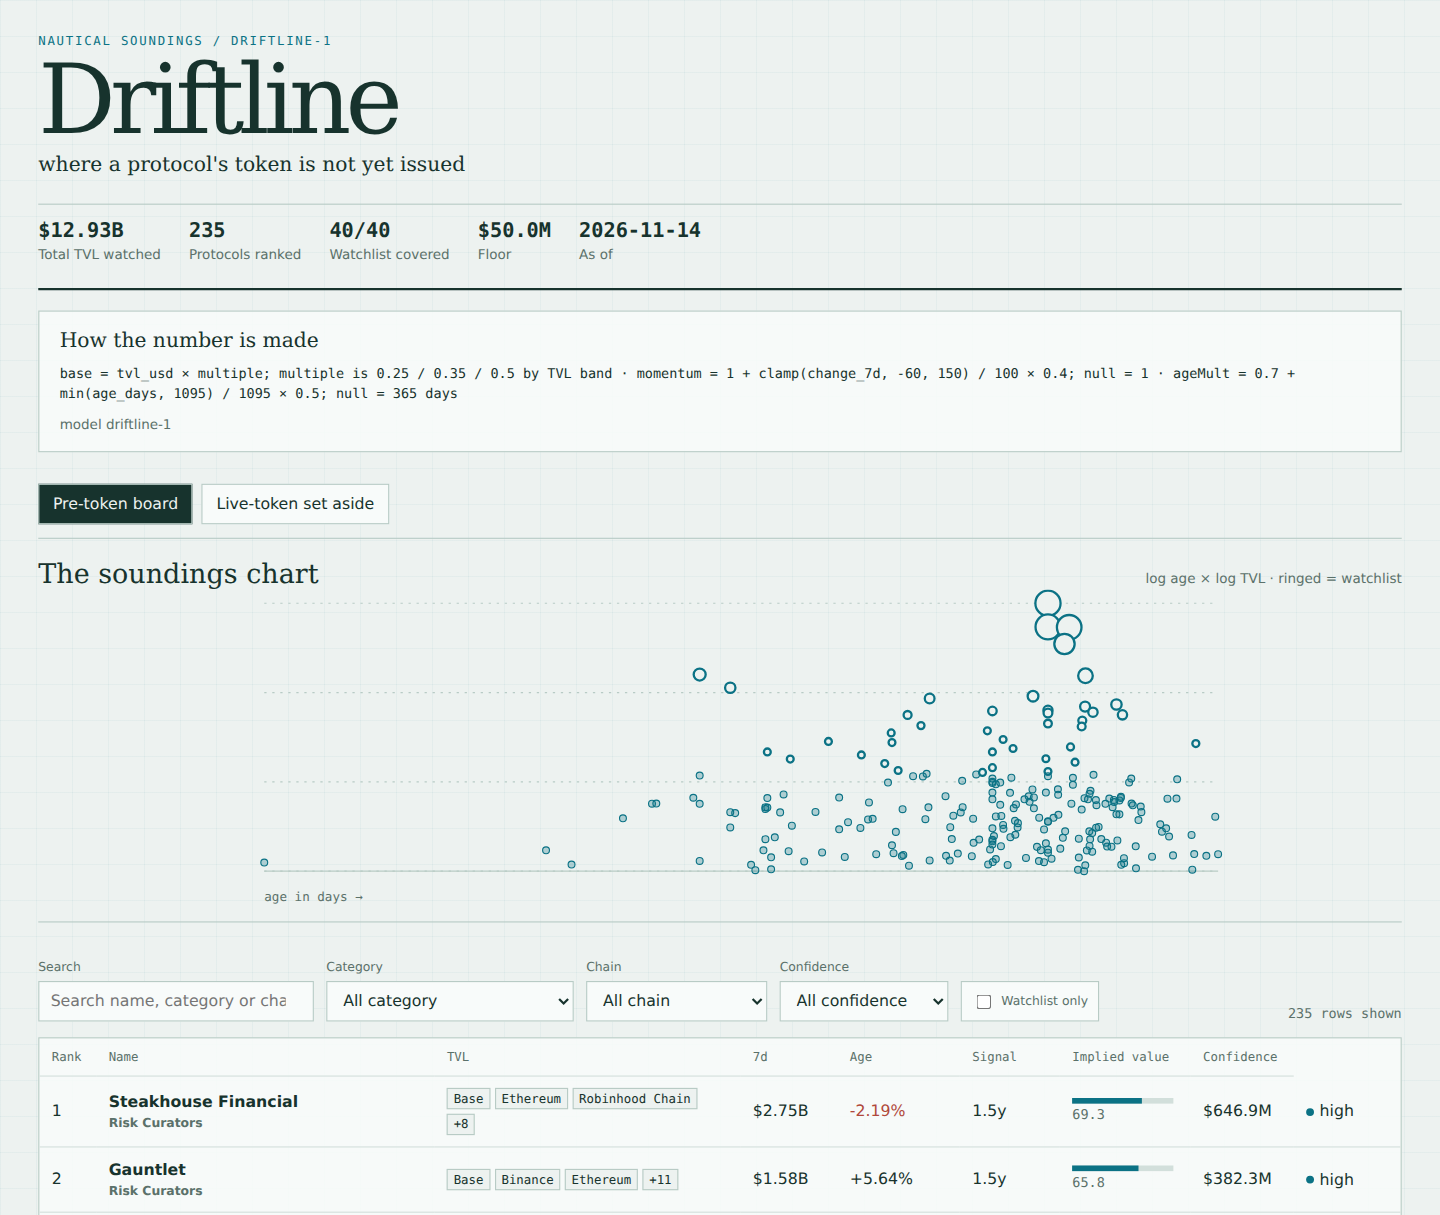 NAUTICAL SOUNDINGS / DRIFTLINE-1
Driftline
where a protocol's token is not yet issued
$12.93B 235 40/40 $50.0M 2026-11-14
Total TVL watched Protocols ranked Watchlist covered Floor As of
How the number is made
base = tvl_usd × multiple; multiple is 0.25 / 0.35 / 0.5 by TVL band · momentum = 1 + clamp(change_7d, -60, 150) / 100 × 0.4; null = 1 · ageMult = 0.7 +
min(age_days, 1095) / 1095 × 0.5; null = 365 days
model driftline-1
Pre-token board Live-token set aside
The soundings chart
log age × log TVL · ringed = watchlist
age in days →
Search Category Chain Confidence
Search name, category or cha All category All chain All confidence Watchlist only
235 rows shown
Rank Name TVL 7d Age Signal Implied value Confidence
1 Steakhouse Financial Risk Curators Base Ethereum Robinhood Chain +8 $2.75B -2.19% 1.5y 69.3 $646.9M high
2 Gauntlet Risk Curators Base Binance Ethereum +11 $1.58B +5.64% 1.5y 65.8 $382.3M high